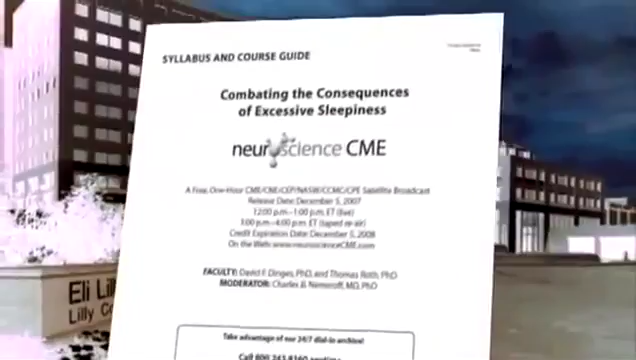 SYLLABUS AND COURSE GUIDE
Combating the Consequences
of Excessive Sleepiness
neuroscience CME
A Free, One-Hour CME/CNE/CEP/NASW/CCMC/CPE Satellite Broadcast
Release Date: December 5, 2007
12:00 p.m.–1:00 p.m. ET (live)
3:00 p.m.–4:00 p.m. ET (taped re-air)
Credit Expiration Date: December 5, 2008
On the Web: www.neuroscienceCME.com
FACULTY: David F. Dinges, PhD, and Thomas Roth, PhD
MODERATOR: Charles B. Nemeroff, MD, PhD
Take advantage of our 24/7 dial-in archive!
Call
Eli Lil
Lilly Co